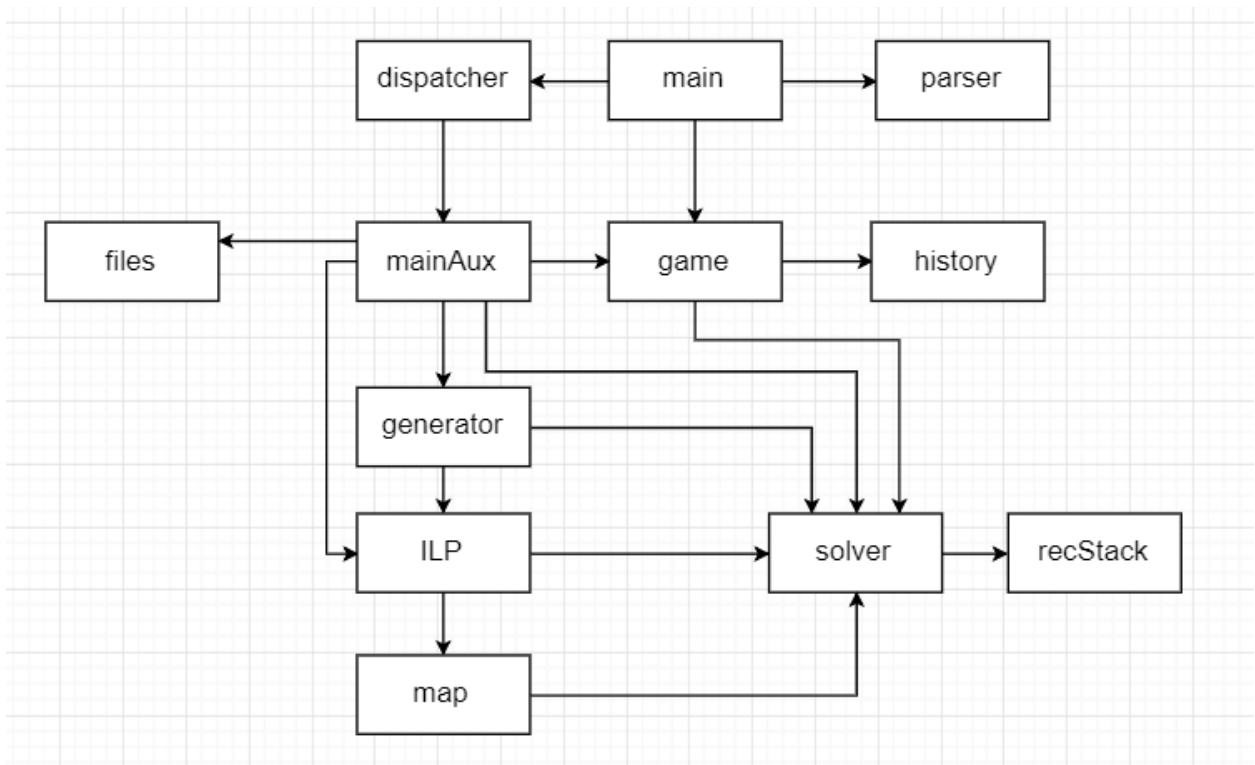 dispatcher
main
parser
files
mainAux
game
history
generator
ILP
solver
recStack
map